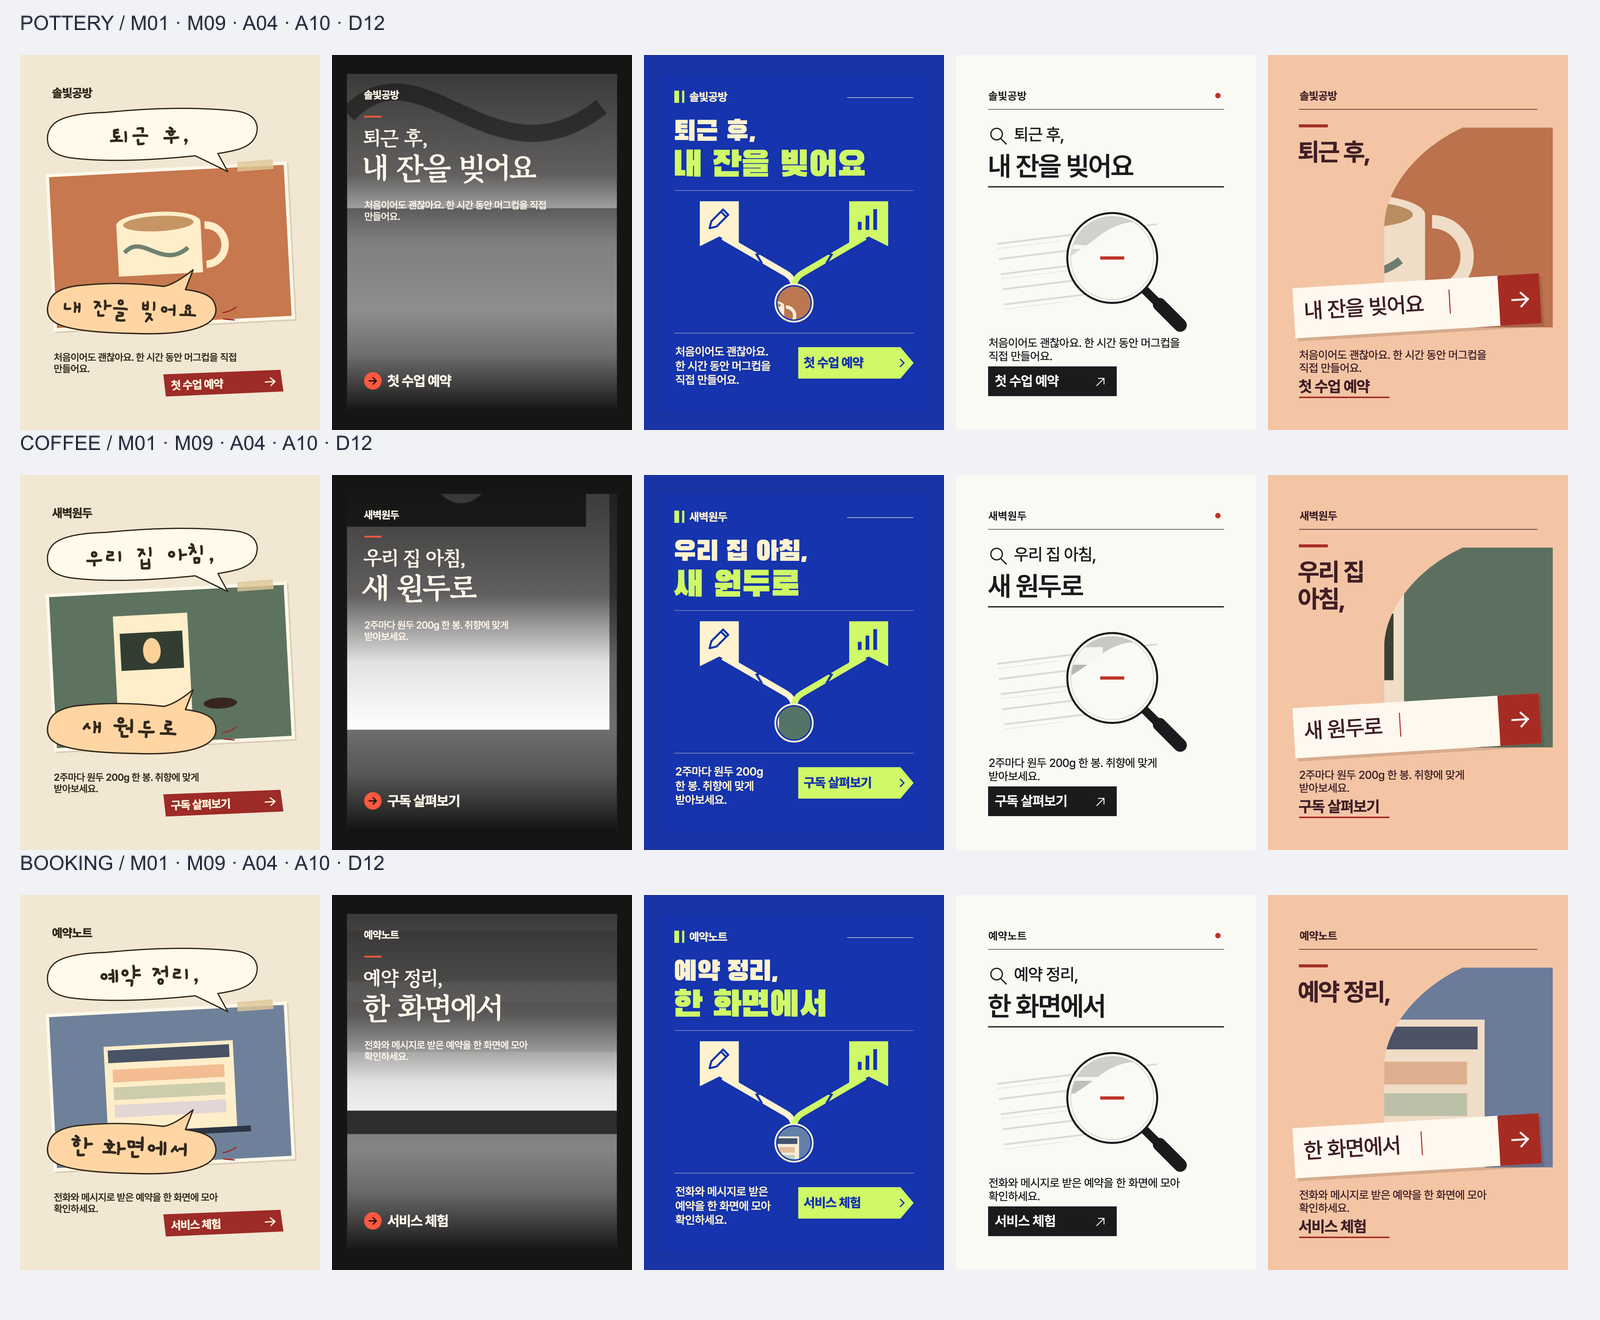 POTTERY / M01 · M09 · A04 · A10 · D12
솔빛공방
퇴근 후,
내 잔을 빚어요
처음이어도 괜찮아요. 한 시간 동안 머그컵을 직접
만들어요.
첫 수업 예약
솔빛공방
퇴근 후,
내 잔을 빚어요
처음이어도 괜찮아요. 한 시간 동안 머그컵을 직접
만들어요.
첫 수업 예약
솔빛공방
퇴근 후,
내 잔을 빚어요
처음이어도 괜찮아요.
한 시간 동안 머그컵을
직접 만들어요.
첫 수업 예약
솔빛공방
퇴근 후,
내 잔을 빚어요
처음이어도 괜찮아요. 한 시간 동안 머그컵을
직접 만들어요.
첫 수업 예약
솔빛공방
퇴근 후,
내 잔을 빚어요
처음이어도 괜찮아요. 한 시간 동안 머그컵을
직접 만들어요.
첫 수업 예약
COFFEE / M01 · M09 · A04 · A10 · D12
새벽원두
우리 집 아침,
새 원두로
2주마다 원두 200g 한 봉. 취향에 맞게
받아보세요.
구독 살펴보기
새벽원두
우리 집 아침,
새 원두로
2주마다 원두 200g 한 봉. 취향에 맞게
받아보세요.
구독 살펴보기
새벽원두
우리 집 아침,
새 원두로
2주마다 원두 200g
한 봉. 취향에 맞게
받아보세요.
구독 살펴보기
새벽원두
우리 집 아침,
새 원두로
2주마다 원두 200g 한 봉. 취향에 맞게
받아보세요.
구독 살펴보기
새벽원두
우리 집
아침,
새 원두로
2주마다 원두 200g 한 봉. 취향에 맞게
받아보세요.
구독 살펴보기
BOOKING / M01 · M09 · A04 · A10 · D12
예약노트
예약 정리,
한 화면에서
전화와 메시지로 받은 예약을 한 화면에 모아
확인하세요.
서비스 체험
예약노트
예약 정리,
한 화면에서
전화와 메시지로 받은 예약을 한 화면에 모아
확인하세요.
서비스 체험
예약노트
예약 정리,
한 화면에서
전화와 메시지로 받은
예약을 한 화면에 모아
확인하세요.
서비스 체험
예약노트
예약 정리,
한 화면에서
전화와 메시지로 받은 예약을 한 화면에 모아
확인하세요.
서비스 체험
예약노트
예약 정리,
한 화면에서
전화와 메시지로 받은 예약을 한 화면에 모아
확인하세요.
서비스 체험